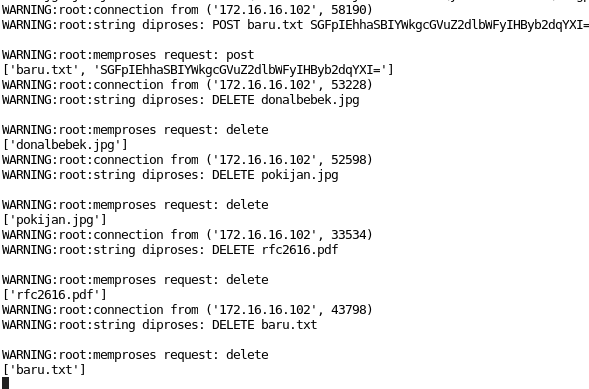 WARNING:root:connection from ('172.16.16.102', 58190)
WARNING:root:string diproses: POST baru.txt SGFpIEhhaSBIYWkgcGVuZ2dlbWFyIHByb2dqYXI=
WARNING:root:memproses request: post
['baru.txt', 'SGFpIEhhaSBIYWkgcGVuZ2dlbWFyIHByb2dqYXI=']
WARNING:root:connection from ('172.16.16.102', 53228)
WARNING:root:string diproses: DELETE donalbebek.jpg
WARNING:root:memproses request: delete
['donalbebek.jpg']
WARNING:root:connection from ('172.16.16.102', 52598)
WARNING:root:string diproses: DELETE pokijan.jpg
WARNING:root:memproses request: delete
['pokijan.jpg']
WARNING:root:connection from ('172.16.16.102', 33534)
WARNING:root:string diproses: DELETE rfc2616.pdf
WARNING:root:memproses request: delete
['rfc2616.pdf']
WARNING:root:connection from ('172.16.16.102', 43798)
WARNING:root:string diproses: DELETE baru.txt
WARNING:root:memproses request: delete
['baru.txt']